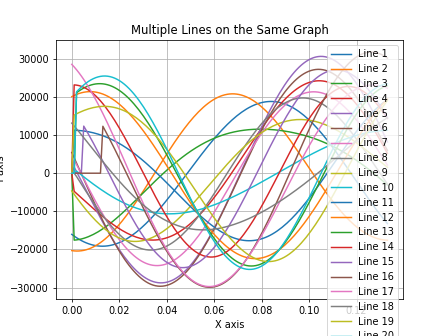 Multiple Lines on the Same Graph
30000
20000
10000
0
−10000
−20000
−30000
0.00
0.02
0.04
0.06
0.08
0.10
X axis
axis
Line 1
Line 2
Line 3
Line 4
Line 5
Line 6
Line 7
Line 8
Line 9
Line 10
Line 11
Line 12
Line 13
Line 14
Line 15
Line 16
Line 17
Line 18
Line 19
Line 20